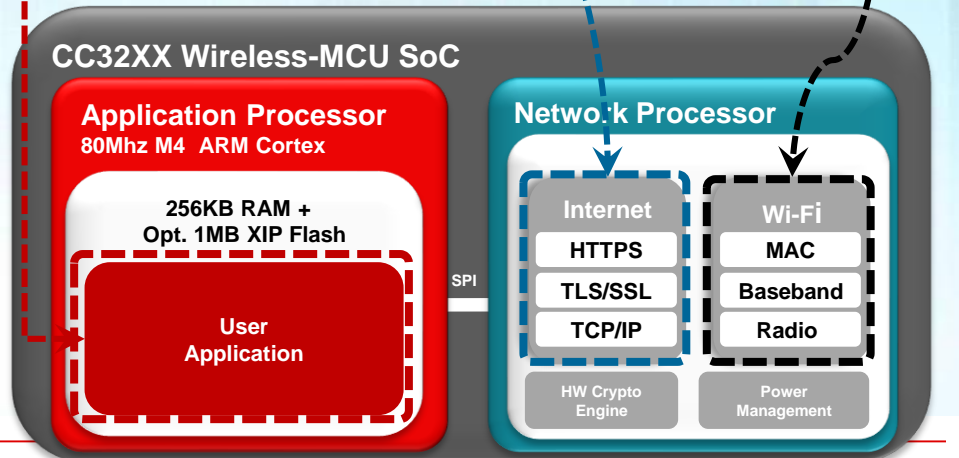 CC32XX Wireless-MCU SoC
Application Processor
80Mhz M4 ARM Cortex
256KB RAM +
Opt. 1MB XIP Flash
User
Application
SPI
Network Processor
Internet
HTTPS
TLS/SSL
TCP/IP
Wi-Fi
MAC
Baseband
Radio
HW Crypto
Engine
Power
Management